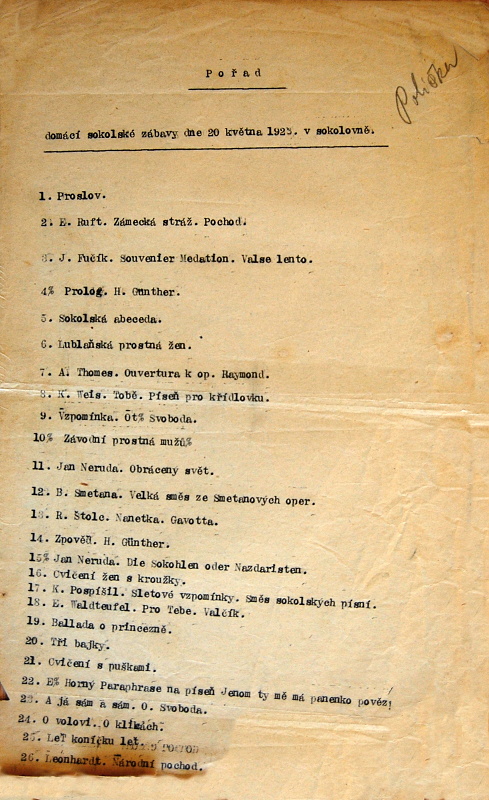 Polička
Pořad
domácí sokolské zábavy dne 20 května 1923. v sokolovně.
1. Proslov.
2. E. Ruft. Zámecká stráž. Pochod.
3. J. Fučík. Souvenier Medation. Valse lento.
4% Prolog. H. Günther.
5. Sokolská abeceda.
6. Lublaňská prostná žen.
7. A. Thomes. Ouvertura k op. Raymond.
8. K. Weis. Tobě. Píseň pro křídlovku.
9. Vzpomínka. Ot% Svoboda.
10% Závodní prostná mužů%
11. Jan Neruda. Obrácený svět.
12. B. Smetana. Velká směs ze Smetanových oper.
13. R. Štolc. Nanetka. Gavotta.
14. Zpověď. H. Günther.
15% Jan Neruda. Die Sokohlen oder Nazdaristen.
16. Cvičení žen s kroužky.
17. K. Pospíšil. Sletové vzpomínky. Směs sokolských písní.
18. E. Waldteufel. Pro Tebe. Valčík.
19. Ballada o princezně.
20. Tři bajky.
21. Cvičení s puškami.
22. E% Horný Paraphrase na píseň Jenom ty mě má panenko pověz!
23. A já sám a sám. O. Svoboda.
24. O volovi. O klikách.
25. Leť koníčku leť.
26. Leonhardt. Národní pochod.